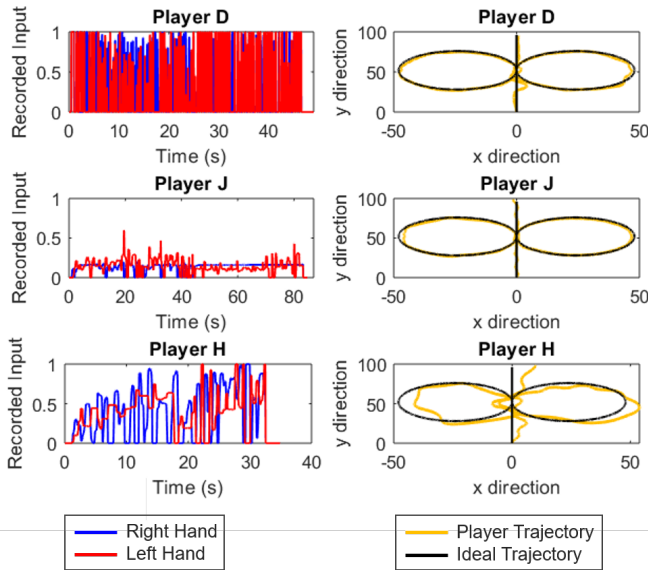 Player D
Player D
Recorded Input
1
0.5
0
0 10 20 30 40
Time (s)
y direction
100
50
0
-50 0 50
x direction
Player J
Player J
Recorded Input
1
0.5
0
0 20 40 60 80
Time (s)
y direction
100
50
0
-50 0 50
x direction
Player H
Player H
Recorded Input
1
0.5
0
0 10 20 30 40
Time (s)
y direction
100
50
0
-50 0 50
x direction
Right Hand
Left Hand
Player Trajectory
Ideal Trajectory